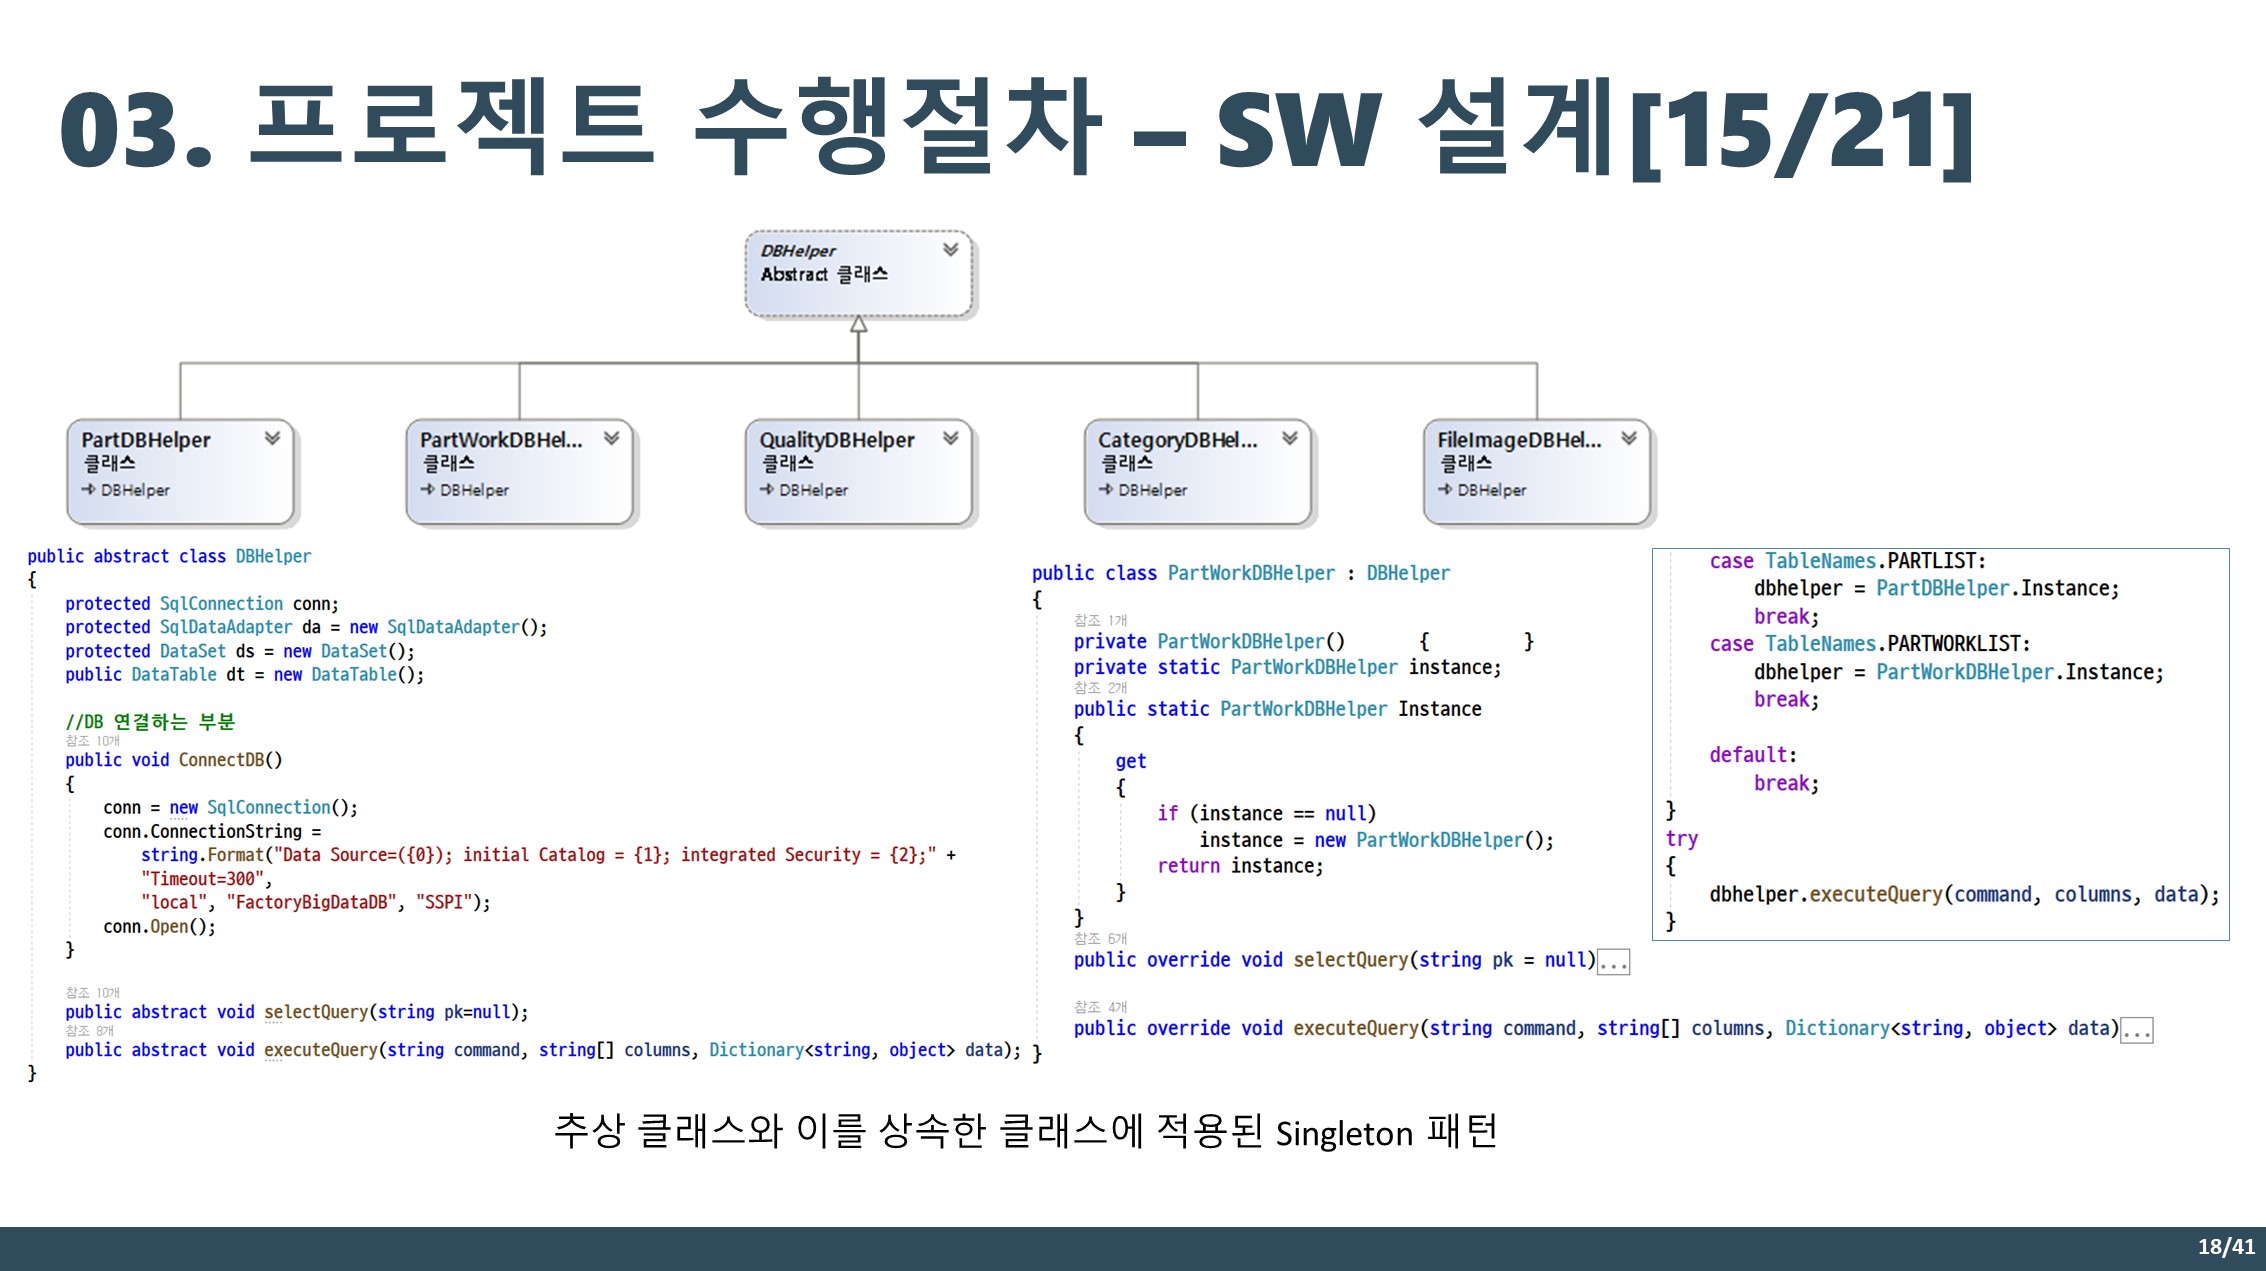 03. 프로젝트 수행절차 – SW 설계[15/21]
DBHelper
Abstract 클래스
PartDBHelper
클래스
DBHelper
PartWorkDBHel...
클래스
DBHelper
QualityDBHelper
클래스
DBHelper
CategoryDBHel...
클래스
DBHelper
FileImageDBHel...
클래스
DBHelper
public abstract class DBHelper
{
protected SqlConnection conn;
protected SqlDataAdapter da = new SqlDataAdapter();
protected DataSet ds = new DataSet();
public DataTable dt = new DataTable();
//DB 연결하는 부분
참조 10개
public void ConnectDB()
{
conn = new SqlConnection();
conn.ConnectionString =
string.Format("Data Source=({0}); initial Catalog = {1}; integrated Security = {2};" +
"Timeout=300",
"local", "FactoryBigDataDB", "SSPI");
conn.Open();
}
참조 10개
public abstract void selectQuery(string pk=null);
참조 8개
public abstract void executeQuery(string command, string[] columns, Dictionary<string, object> data);
}
public class PartWorkDBHelper : DBHelper
{
참조 1개
private PartWorkDBHelper() { }
private static PartWorkDBHelper instance;
참조 2개
public static PartWorkDBHelper Instance
{
get
{
if (instance == null)
instance = new PartWorkDBHelper();
return instance;
}
}
참조 6개
public override void selectQuery(string pk = null)...
참조 4개
public override void executeQuery(string command, string[] columns, Dictionary<string, object> data)...
}
case TableNames.PARTLIST:
dbhelper = PartDBHelper.Instance;
break;
case TableNames.PARTWORKLIST:
dbhelper = PartWorkDBHelper.Instance;
break;
default:
break;
}
try
{
dbhelper.executeQuery(command, columns, data);
}
추상 클래스와 이를 상속한 클래스에 적용된 Singleton 패턴
18/41